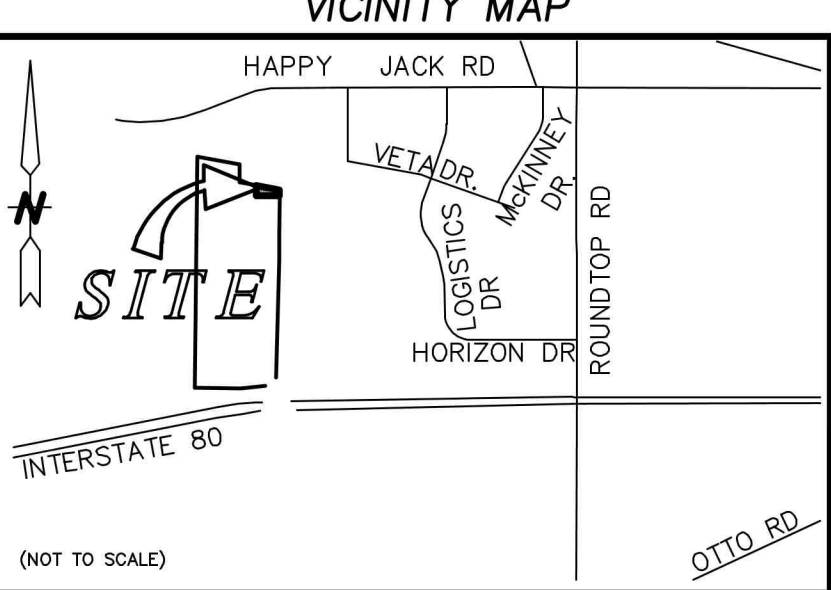 VICINITY MAP
HAPPY JACK RD
VETA DR.
McKINNEY
DR.
N
SITE
LOGISTICS
DR
ROUNDTOP RD
HORIZON DR
INTERSTATE 80
(NOT TO SCALE)
OTTO RD